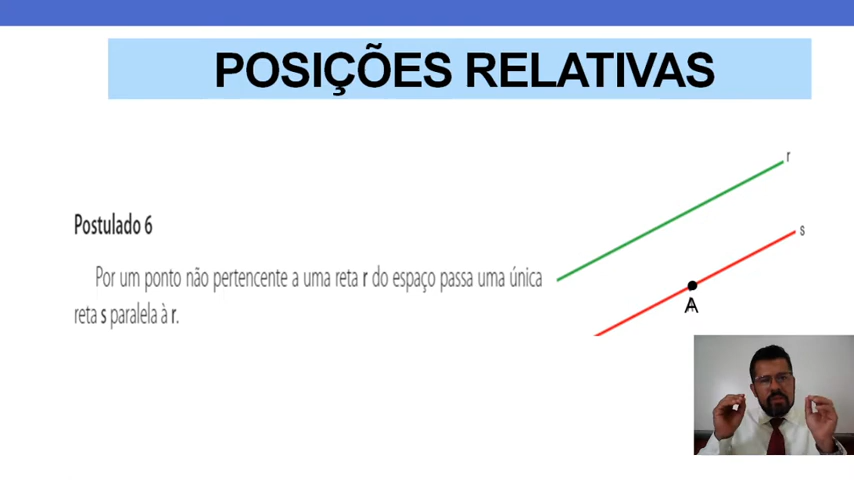 POSIÇÕES RELATIVAS
r
Postulado 6
s
Por um ponto não pertencente a uma reta r do espaço passa uma única
reta s paralela à r.
A